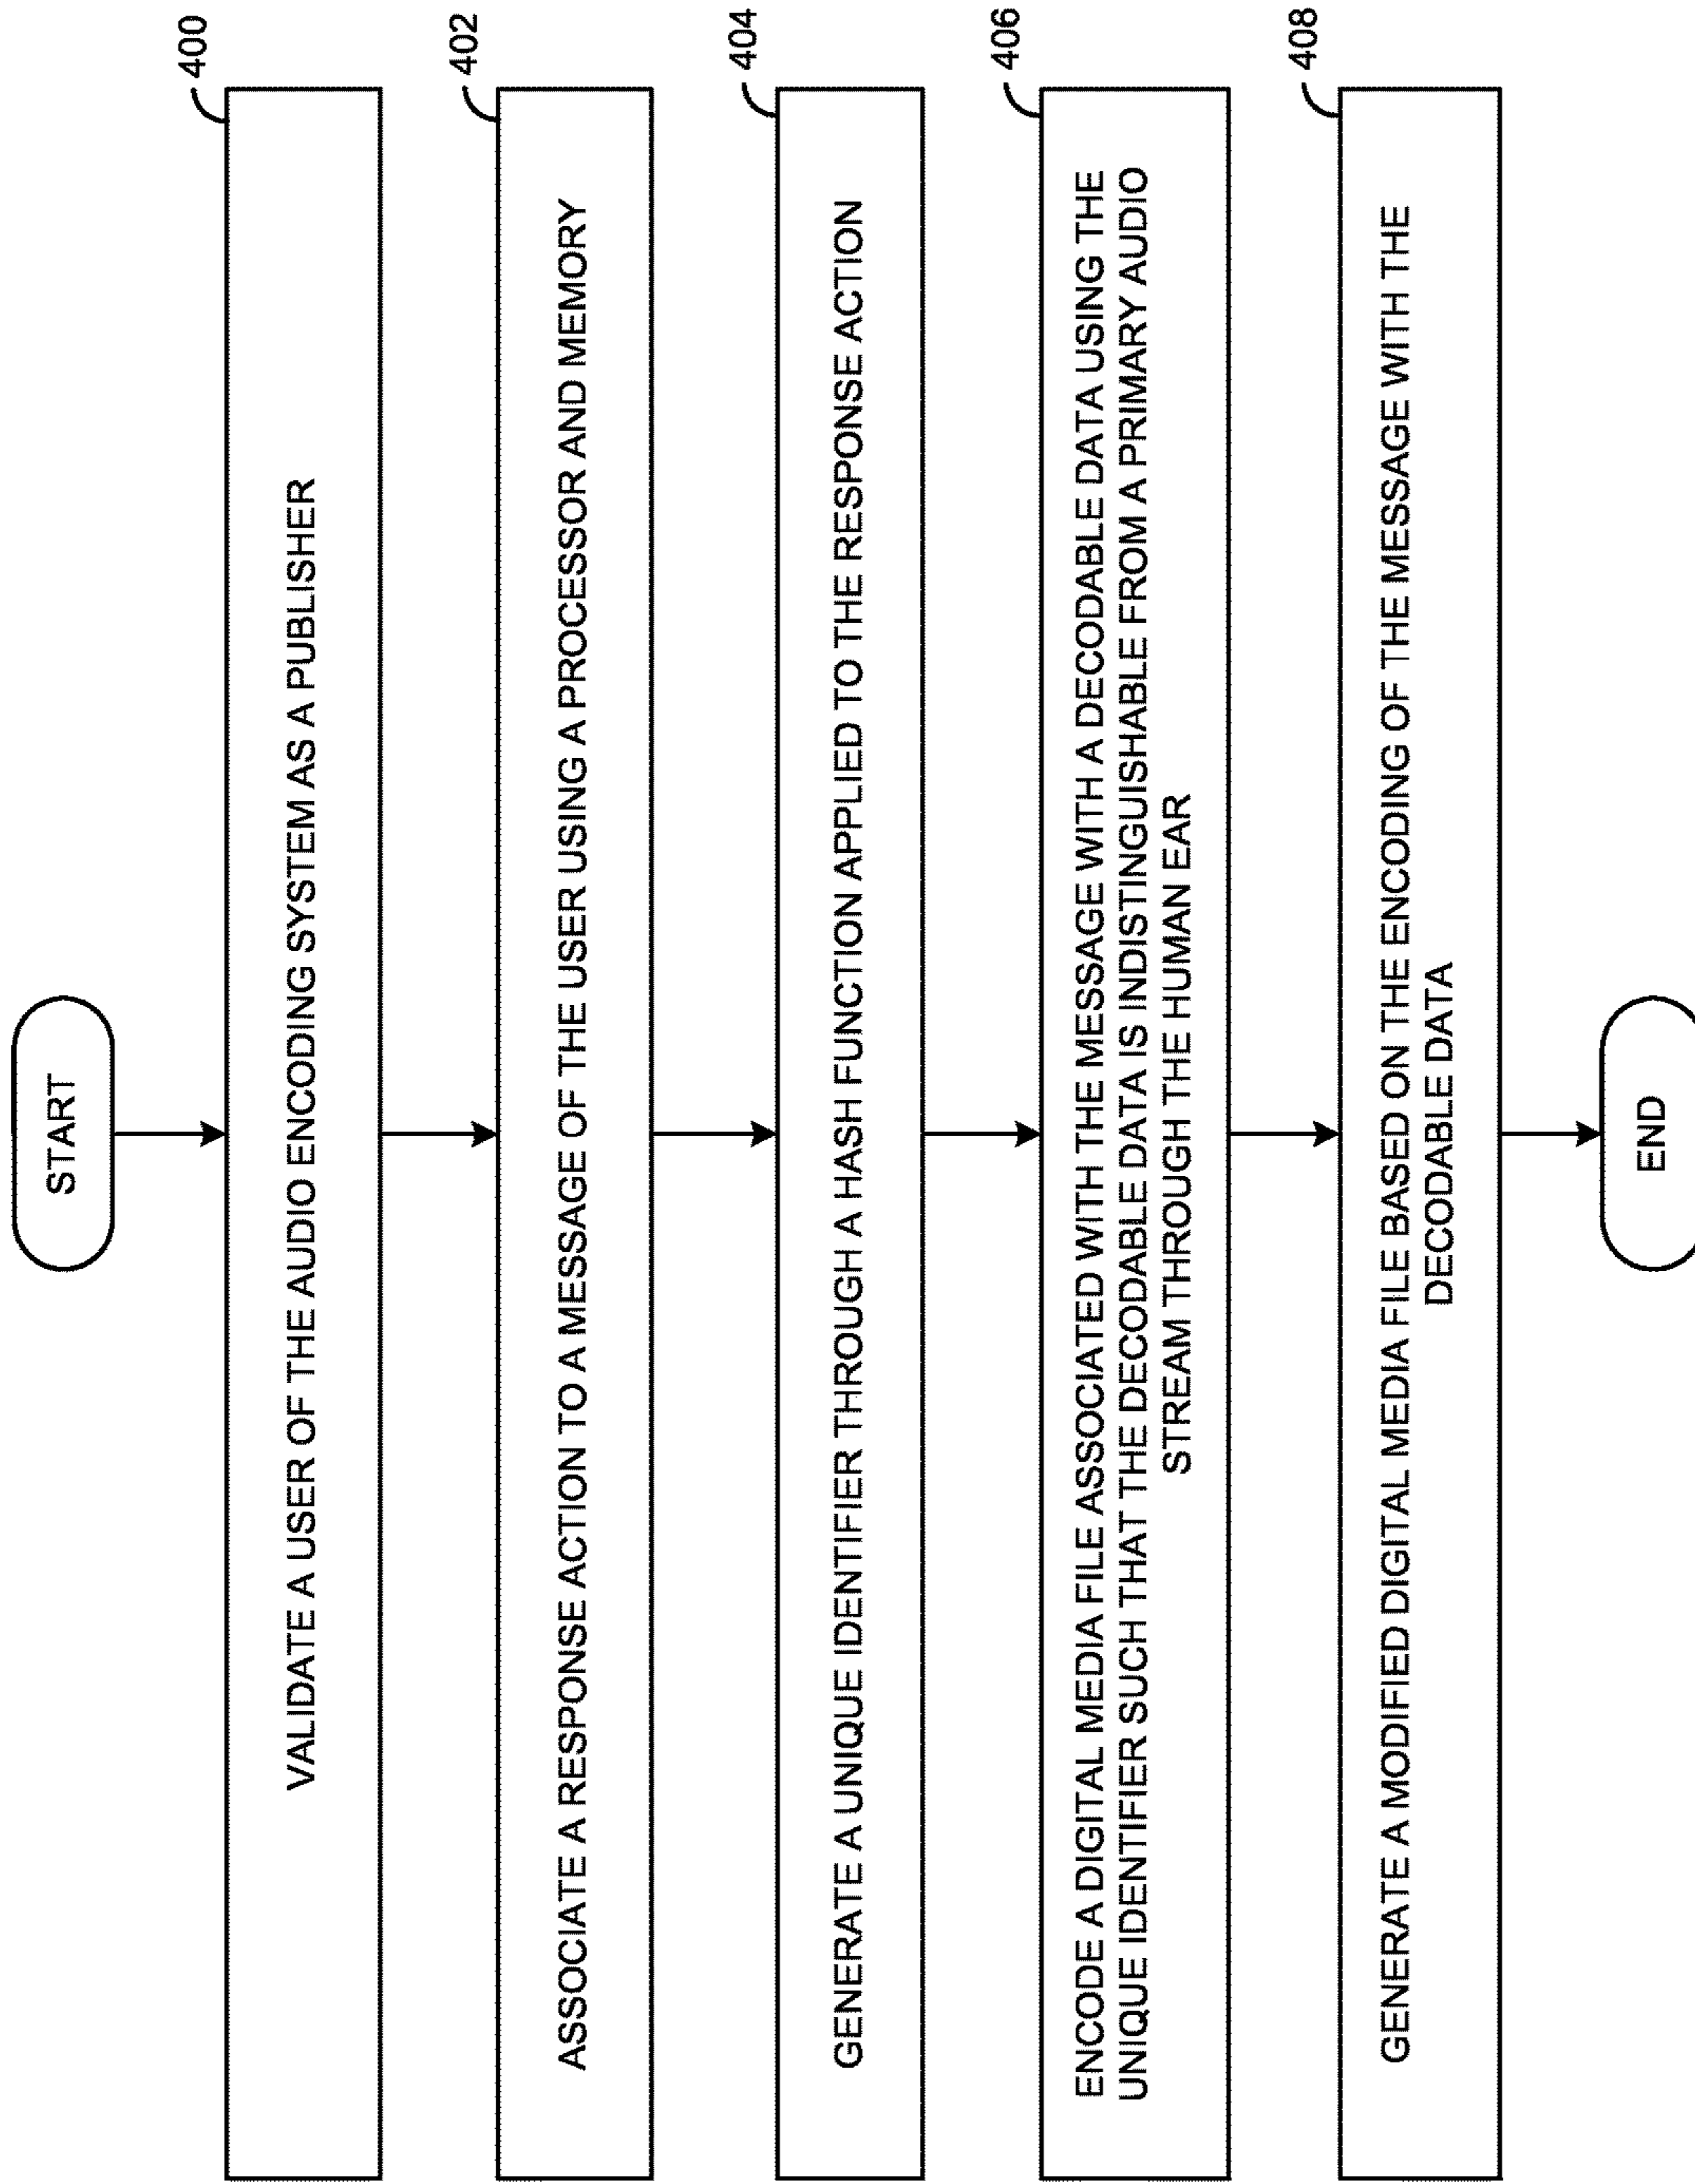 START
400
VALIDATE A USER OF THE AUDIO ENCODING SYSTEM AS A PUBLISHER
402
ASSOCIATE A RESPONSE ACTION TO A MESSAGE OF THE USER USING A PROCESSOR AND MEMORY
404
GENERATE A UNIQUE IDENTIFIER THROUGH A HASH FUNCTION APPLIED TO THE RESPONSE ACTION
406
ENCODE A DIGITAL MEDIA FILE ASSOCIATED WITH THE MESSAGE WITH A DECODABLE DATA USING THE
UNIQUE IDENTIFIER SUCH THAT THE DECODABLE DATA IS INDISTINGUISHABLE FROM A PRIMARY AUDIO
STREAM THROUGH THE HUMAN EAR
408
GENERATE A MODIFIED DIGITAL MEDIA FILE BASED ON THE ENCODING OF THE MESSAGE WITH THE
DECODABLE DATA
END